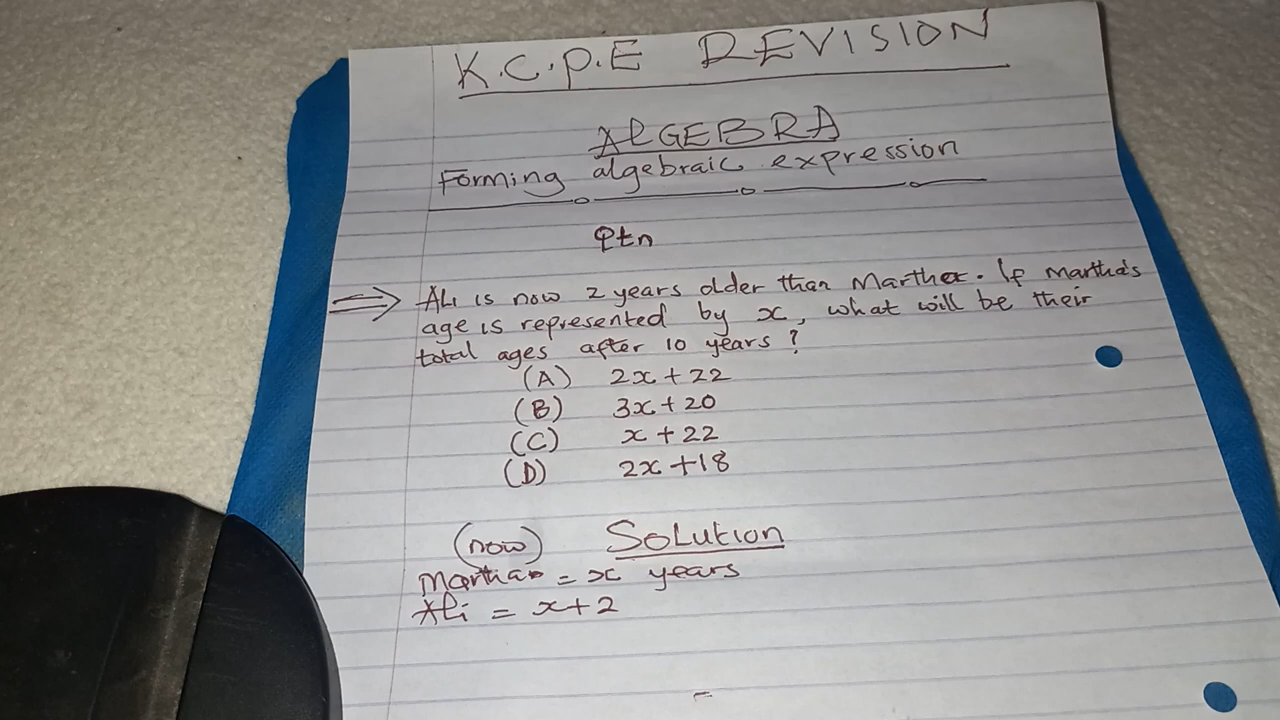 K.C.P.E REVISION
ALGEBRA
Forming algebraic expression
Qtn
⇒ ALi is now 2 years older than Marther. If martha's
age is represented by x, what will be their
total ages after 10 years?
(A) 2x + 22
(B) 3x + 20
(C) x + 22
(D) 2x + 18
(now) Solution
Martha = x years
Ali = x + 2